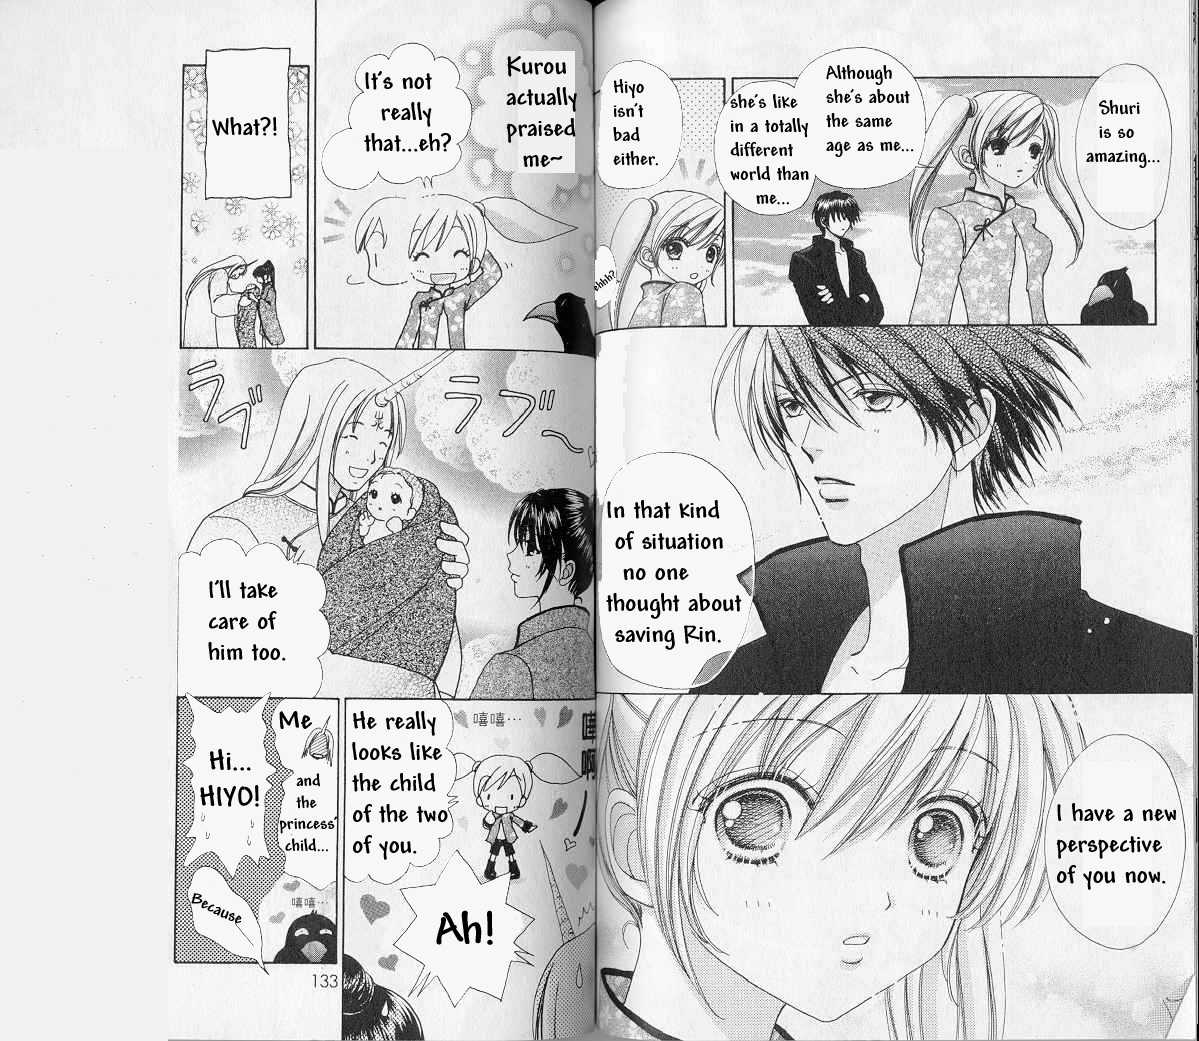 Shuri
is so
amazing...
Although
she's about
the same
age as me...
she's like
in a totally
different
world than
me...
Hiyo
isn't
bad
either.
ehhh?
In that kind
of situation
no one
thought about
saving Rin.
I have a new
perspective
of you now.
Kurou
actually
praised
me~
It's not
really
that...eh?
What?!
ラブ
ラブ～
I'll take
care of
him too.
He really
looks like
the child
of the two
of you.
嘻嘻…
嘻
啊
Ah!
Me
and
the
princess'
child...
嘻嘻…
Hi...
HIYO!
Because
133